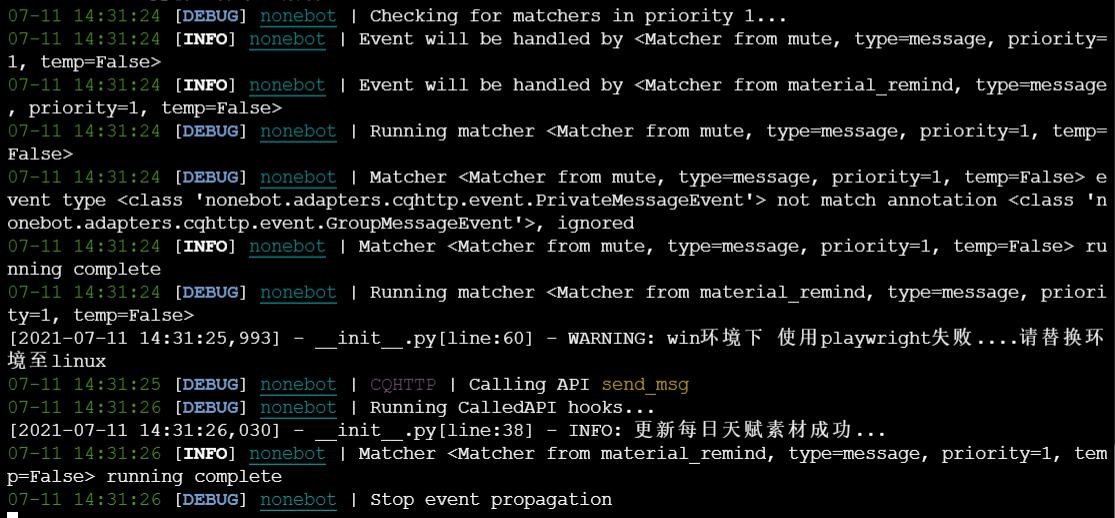 07-11 14:31:24 [DEBUG] nonebot | Checking for matchers in priority 1...
07-11 14:31:24 [INFO] nonebot | Event will be handled by <Matcher from mute, type=message, priority=
1, temp=False>
07-11 14:31:24 [INFO] nonebot | Event will be handled by <Matcher from material_remind, type=message
, priority=1, temp=False>
07-11 14:31:24 [DEBUG] nonebot | Running matcher <Matcher from mute, type=message, priority=1, temp=
False>
07-11 14:31:24 [DEBUG] nonebot | Matcher <Matcher from mute, type=message, priority=1, temp=False> e
vent type <class 'nonebot.adapters.cqhttp.event.PrivateMessageEvent'> not match annotation <class 'n
onebot.adapters.cqhttp.event.GroupMessageEvent'>, ignored
07-11 14:31:24 [INFO] nonebot | Matcher <Matcher from mute, type=message, priority=1, temp=False> ru
nning complete
07-11 14:31:24 [DEBUG] nonebot | Running matcher <Matcher from material_remind, type=message, priori
ty=1, temp=False>
[2021-07-11 14:31:25,993] - __init__.py[line:60] - WARNING: win环境下 使用playwright失败....请替换环
境至linux
07-11 14:31:25 [DEBUG] nonebot | CQHTTP | Calling API send_msg
07-11 14:31:26 [DEBUG] nonebot | Running CalledAPI hooks...
[2021-07-11 14:31:26,030] - __init__.py[line:38] - INFO: 更新每日天赋素材成功...
07-11 14:31:26 [INFO] nonebot | Matcher <Matcher from material_remind, type=message, priority=1, tem
p=False> running complete
07-11 14:31:26 [DEBUG] nonebot | Stop event propagation